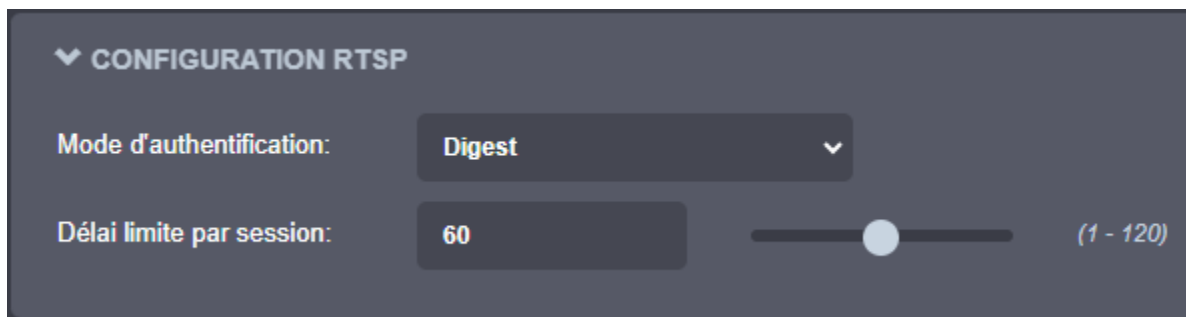 CONFIGURATION RTSP
Mode d'authentification: Digest
Délai limite par session: 60 (1 - 120)